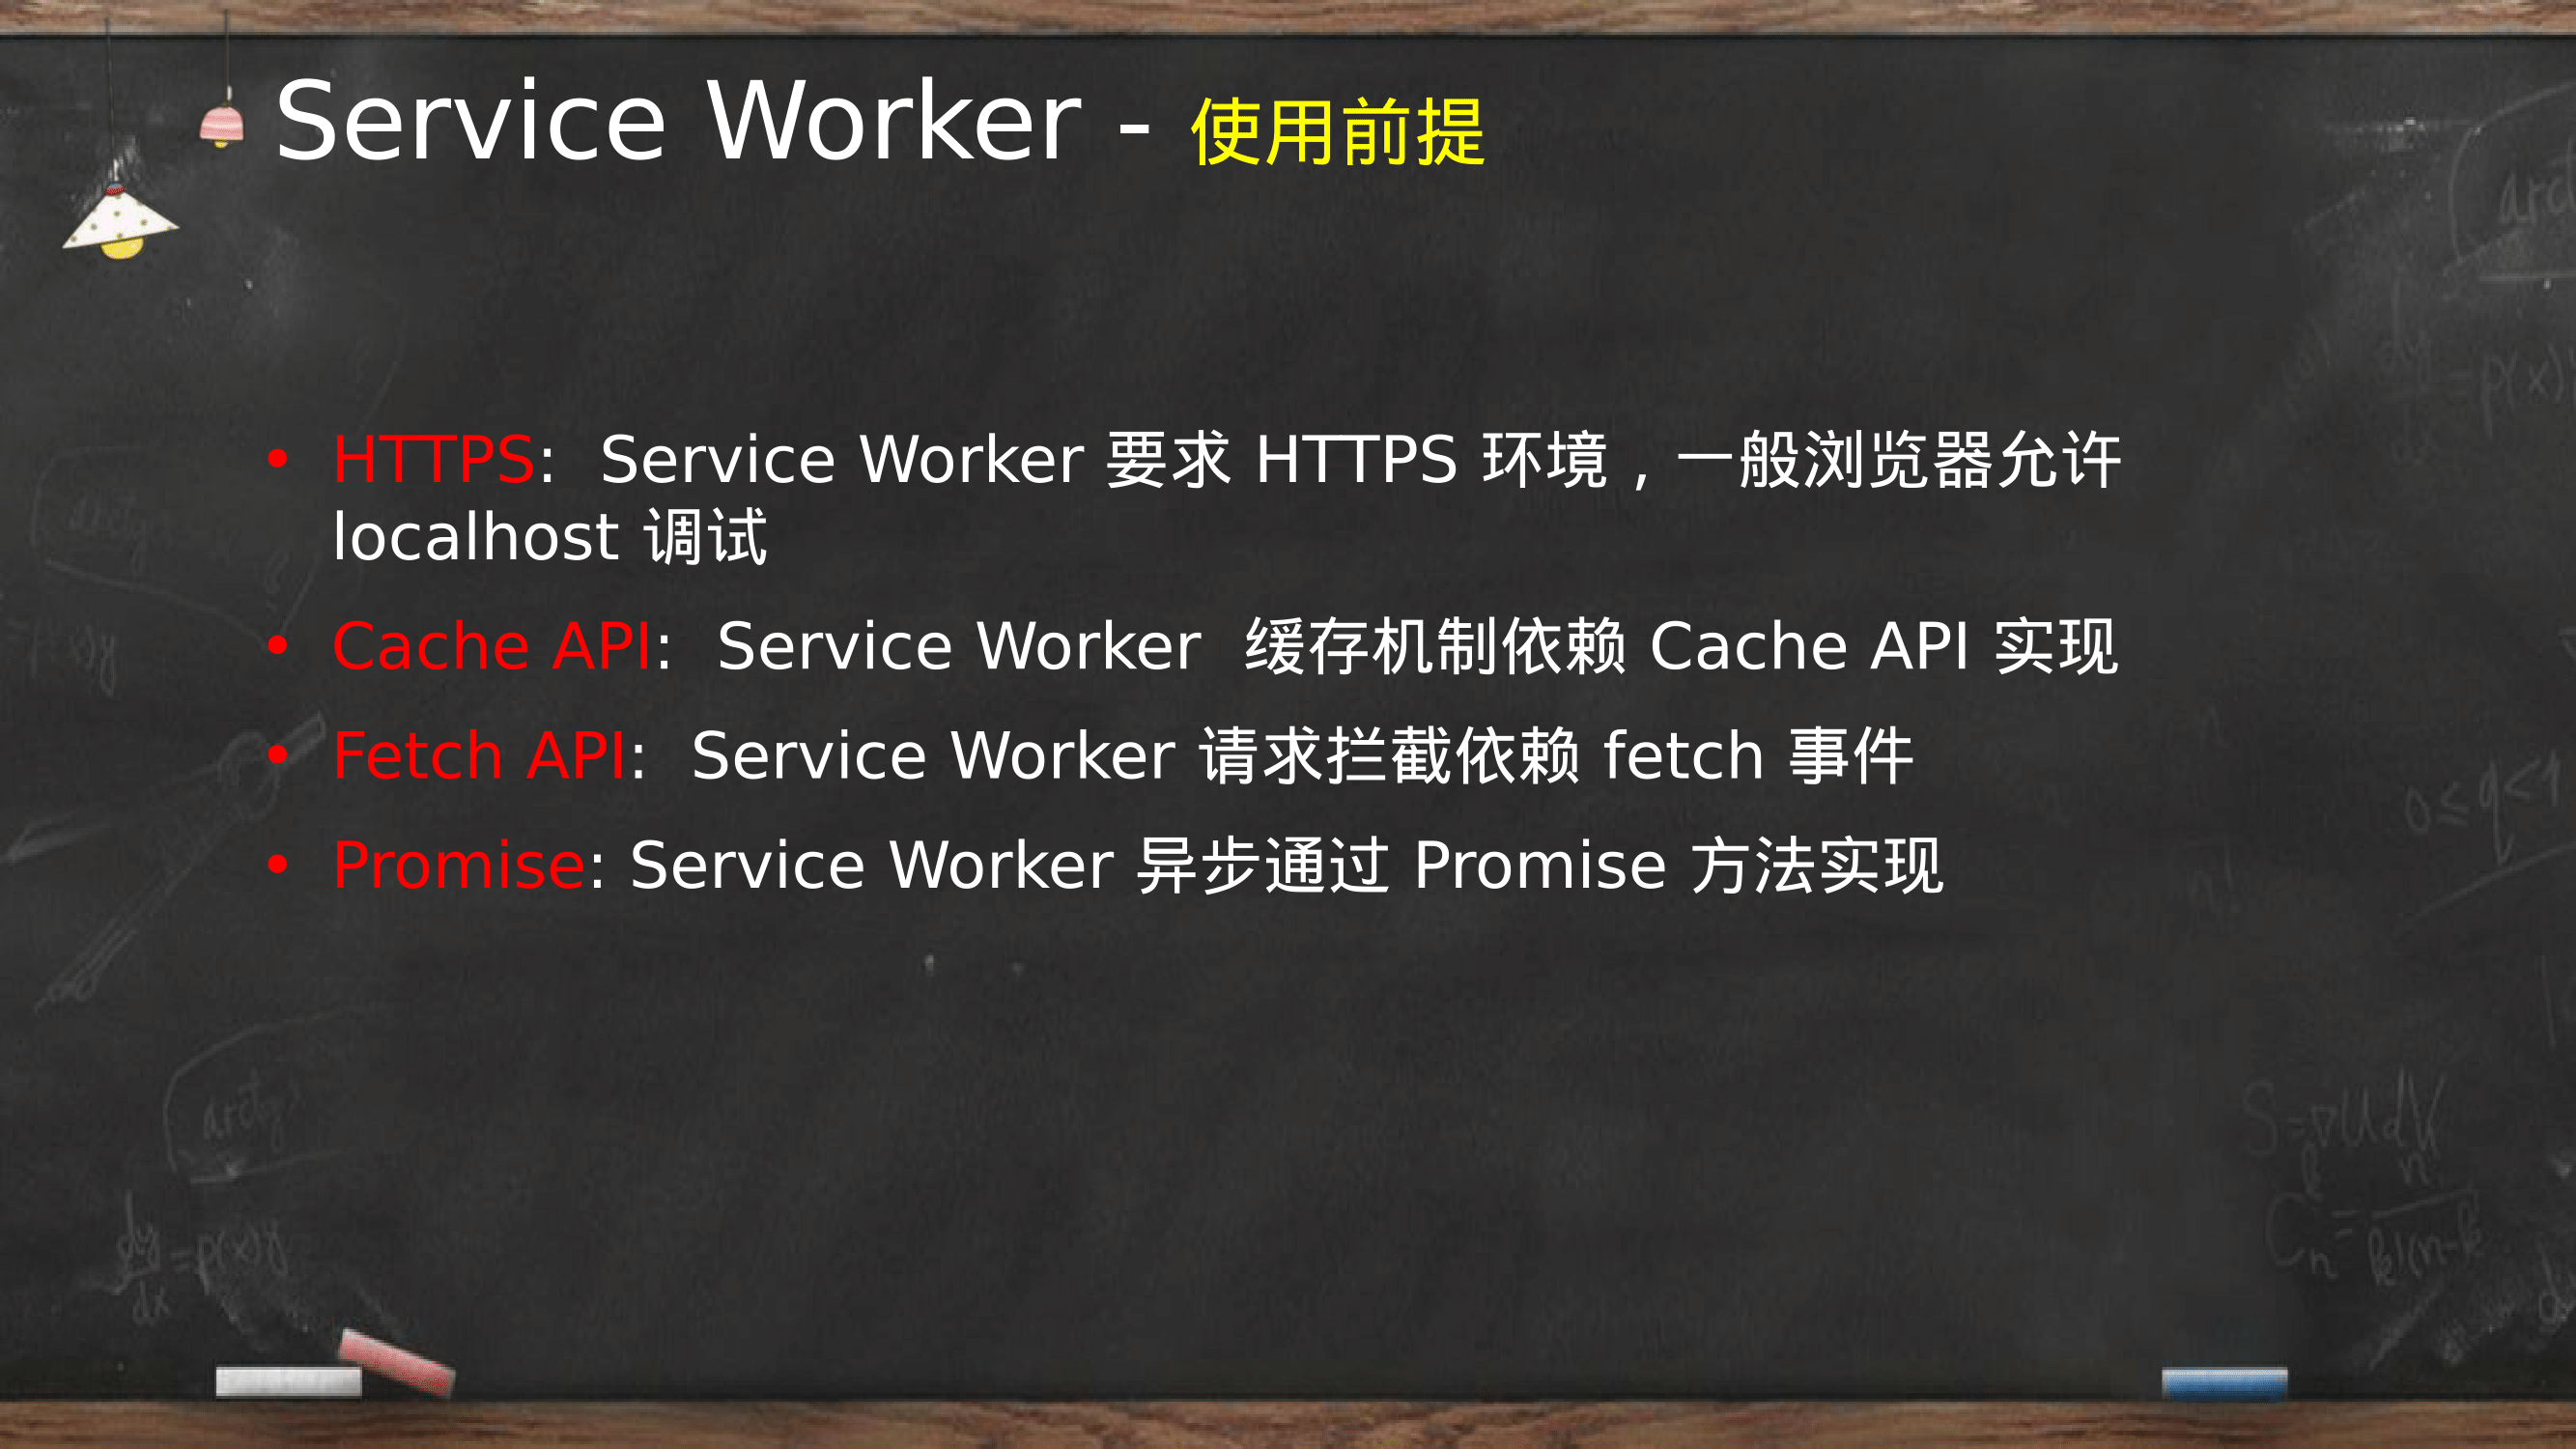 Service Worker - 使用前提
• HTTPS:  Service Worker 要求 HTTPS 环境，一般浏览器允许
localhost 调试
• Cache API:  Service Worker  缓存机制依赖 Cache API 实现
• Fetch API:  Service Worker 请求拦截依赖 fetch 事件
• Promise: Service Worker 异步通过 Promise 方法实现